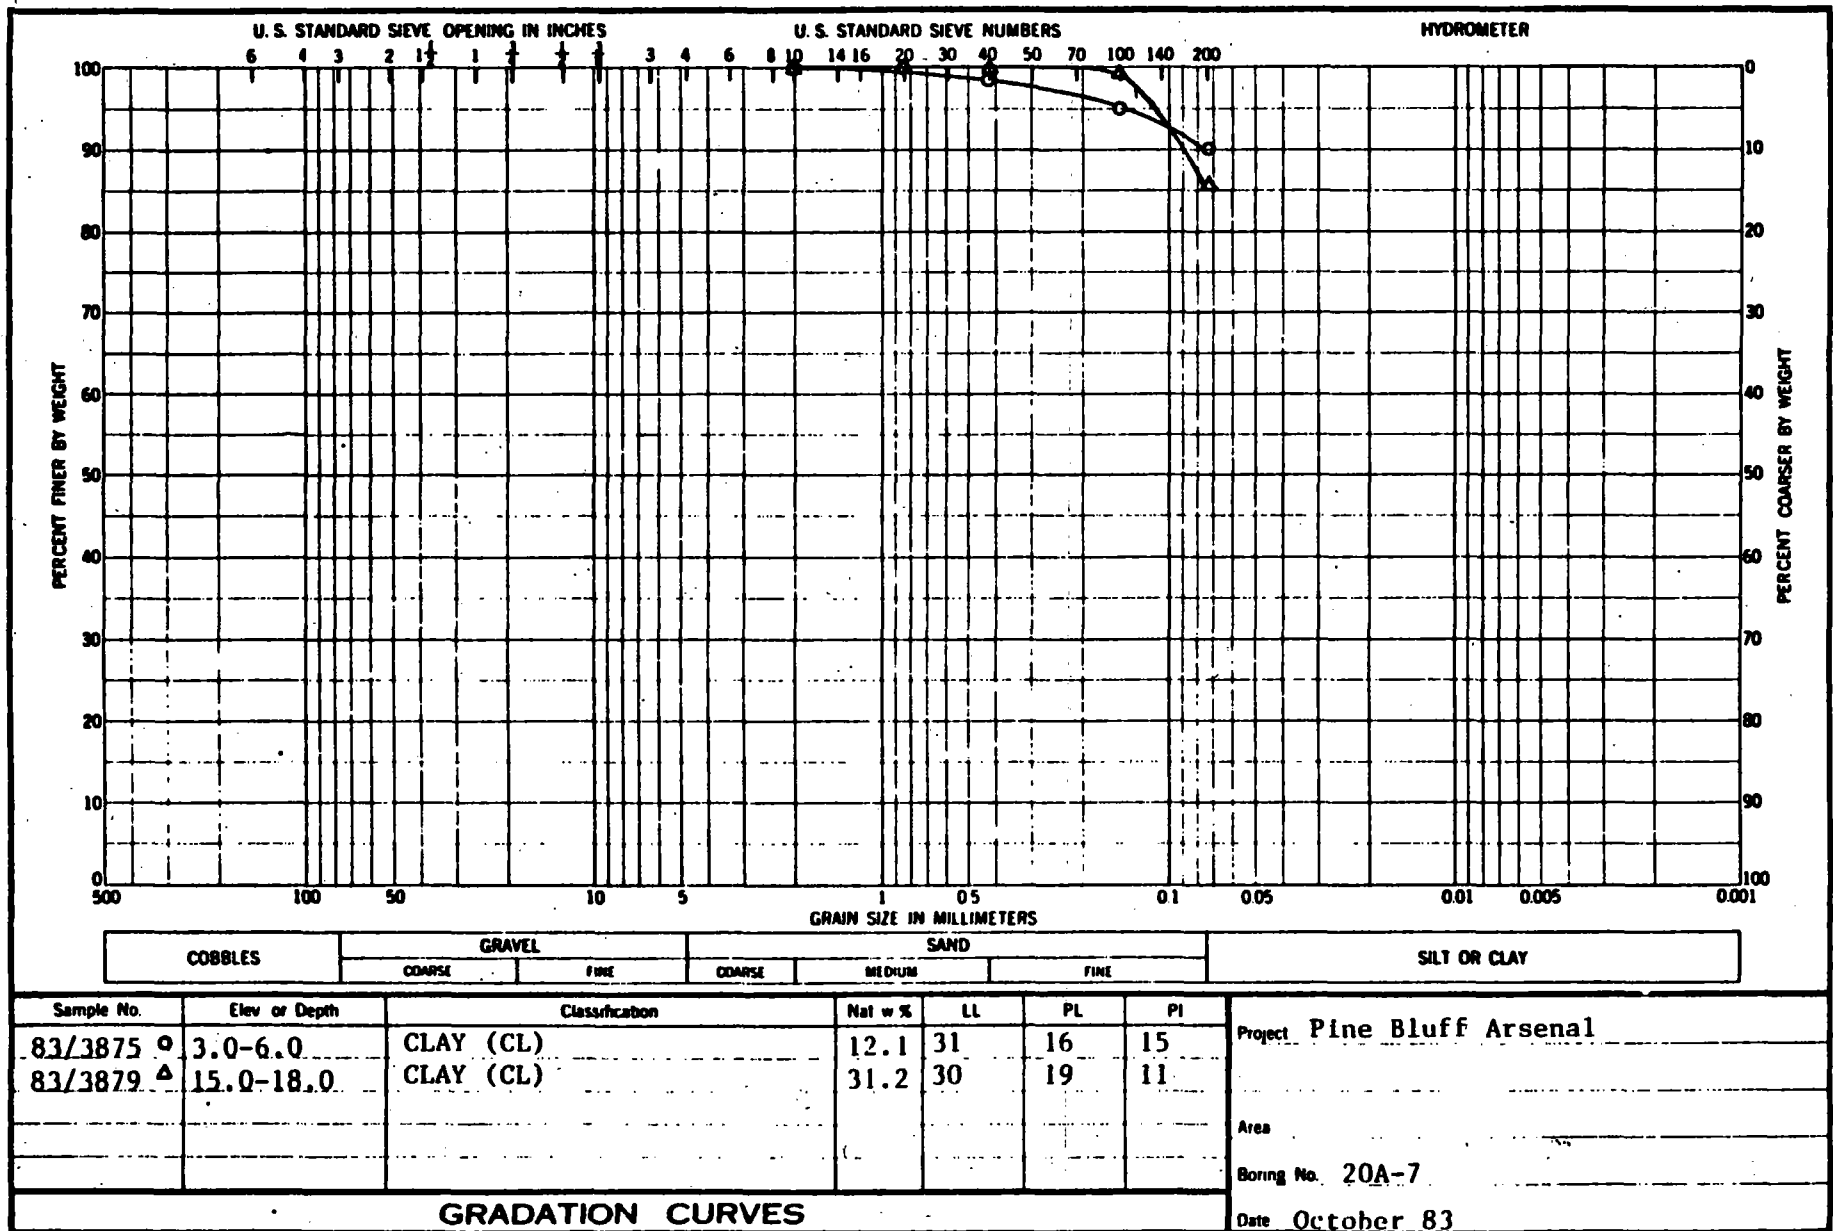 U. S. STANDARD SIEVE OPENING IN INCHES U. S. STANDARD SIEVE NUMBERS HYDROMETER
6 4 3 2 1½ 1 3 4 6 8 10 14 16 20 30 40 50 70 100 140 200
100 0
90 10
80 20
70 30
60 40
50 50
40 60
30 70
20 80
10 90
0 100
PERCENT FINER BY WEIGHT
PERCENT COARSER BY WEIGHT
500 100 50 10 5 1 0 5 0.1 0.05 0.01 0.005 0.001
GRAIN SIZE IN MILLIMETERS
COBBLES GRAVEL SAND SILT OR CLAY
COARSE FINE COARSE MEDIUM FINE
Sample No. Elev or Depth Classification Nat w % LL PL PI
83/3875 3.0-6.0 CLAY (CL) 12.1 31 16 15
83/3879 15.0-18.0 CLAY (CL) 31.2 30 19 11
Project Pine Bluff Arsenal
Area
Boring No. 20A-7
Date October 83
GRADATION CURVES